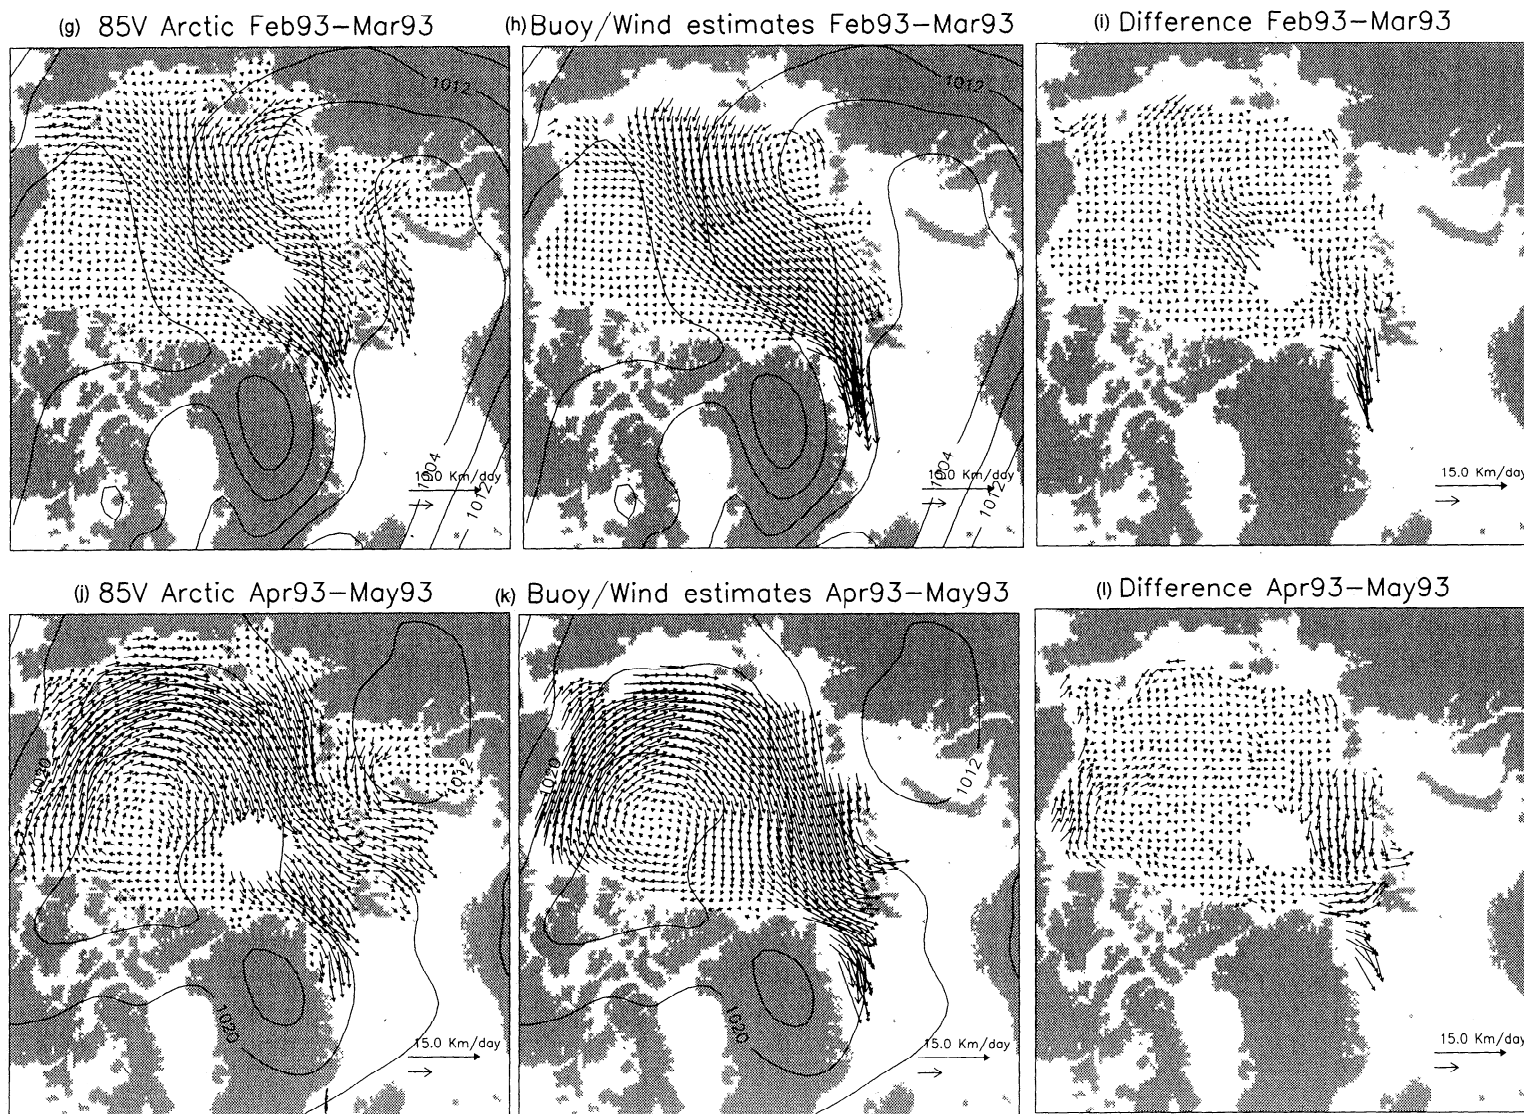 (g) 85V Arctic Feb93–Mar93
(h) Buoy/Wind estimates Feb93–Mar93
(i) Difference Feb93–Mar93
1012
1012
1004
1012
1004
1012
Km/day
Km/day
15.0 Km/day
(j) 85V Arctic Apr93–May93
(k) Buoy/Wind estimates Apr93–May93
(l) Difference Apr93–May93
1020
1012
1020
1012
1020
1020
15.0 Km/day
15.0 Km/day
15.0 Km/day